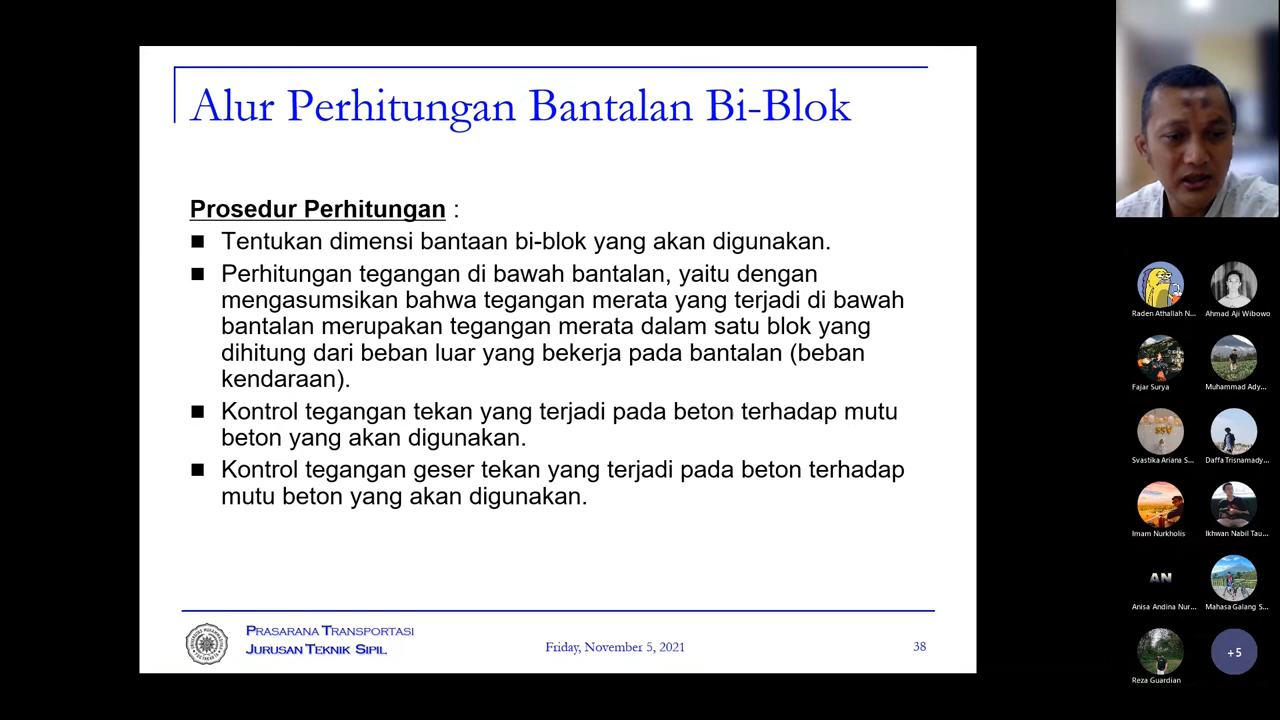 Alur Perhitungan Bantalan Bi-Blok
Prosedur Perhitungan :
■ Tentukan dimensi bantaan bi-blok yang akan digunakan.
■ Perhitungan tegangan di bawah bantalan, yaitu dengan
mengasumsikan bahwa tegangan merata yang terjadi di bawah
bantalan merupakan tegangan merata dalam satu blok yang
dihitung dari beban luar yang bekerja pada bantalan (beban
kendaraan).
■ Kontrol tegangan tekan yang terjadi pada beton terhadap mutu
beton yang akan digunakan.
■ Kontrol tegangan geser tekan yang terjadi pada beton terhadap
mutu beton yang akan digunakan.
PRASARANA TRANSPORTASI
JURUSAN TEKNIK SIPIL
Friday, November 5, 2021
38
Raden Athallah N...
Ahmad Aji Wibowo
Fajar Surya
Muhammad Ady...
Svastika Ariana S...
Daffa Trisnamady...
Imam Nurkholis
Ikhwan Nabil Tau...
AN
Anisa Andina Nur...
Mahasa Galang S...
Reza Guardian
+5